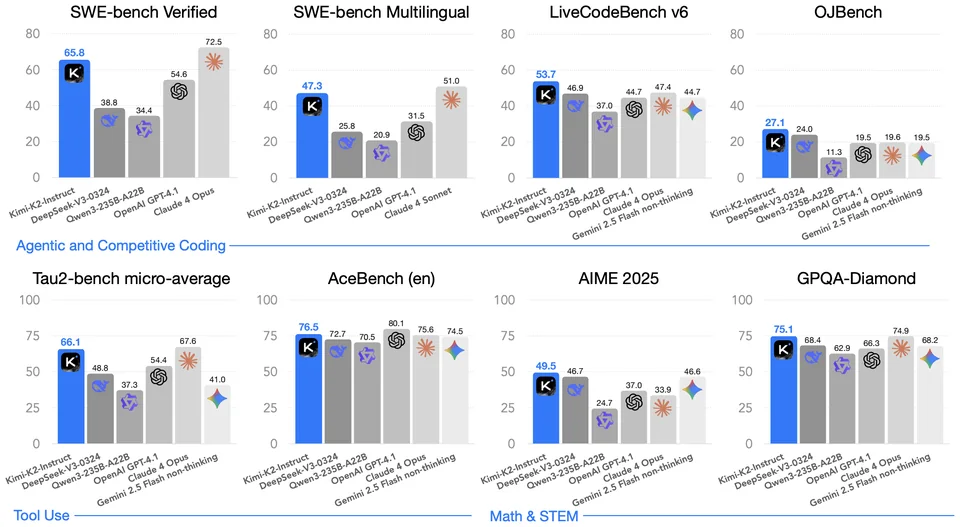 SWE-bench Verified
80
60
40
20
0
65.8
38.8
34.4
54.6
72.5
Kimi-K2-Instruct
DeepSeek-V3-0324
Qwen3-235B-A22B
OpenAI GPT-4.1
Claude 4 Opus
SWE-bench Multilingual
80
60
40
20
0
47.3
25.8
20.9
31.5
51.0
Kimi-K2-Instruct
DeepSeek-V3-0324
Qwen3-235B-A22B
OpenAI GPT-4.1
Claude 4 Sonnet
LiveCodeBench v6
80
60
40
20
0
53.7
46.9
37.0
44.7
47.4
44.7
Kimi-K2-Instruct
DeepSeek-V3-0324
Qwen3-235B-A22B
OpenAI GPT-4.1
Claude 4 Opus
Gemini 2.5 Flash non-thinking
OJBench
80
60
40
20
0
27.1
24.0
11.3
19.5
19.6
19.5
Kimi-K2-Instruct
DeepSeek-V3-0324
Qwen3-235B-A22B
OpenAI GPT-4.1
Claude 4 Opus
Gemini 2.5 Flash non-thinking
Agentic and Competitive Coding
Tau2-bench micro-average
100
75
50
25
0
66.1
48.8
37.3
54.4
67.6
41.0
Kimi-K2-Instruct
DeepSeek-V3-0324
Qwen3-235B-A22B
OpenAI GPT-4.1
Claude 4 Opus
Gemini 2.5 Flash non-thinking
AceBench (en)
100
75
50
25
0
76.5
72.7
70.5
80.1
75.6
74.5
Kimi-K2-Instruct
DeepSeek-V3-0324
Qwen3-235B-A22B
OpenAI GPT-4.1
Claude 4 Opus
Gemini 2.5 Flash non-thinking
AIME 2025
100
75
50
25
0
49.5
46.7
24.7
37.0
33.9
46.6
Kimi-K2-Instruct
DeepSeek-V3-0324
Qwen3-235B-A22B
OpenAI GPT-4.1
Claude 4 Opus
Gemini 2.5 Flash non-thinking
GPQA-Diamond
100
75
50
25
0
75.1
68.4
62.9
66.3
74.9
68.2
Kimi-K2-Instruct
DeepSeek-V3-0324
Qwen3-235B-A22B
OpenAI GPT-4.1
Claude 4 Opus
Gemini 2.5 Flash non-thinking
Tool Use
Math & STEM